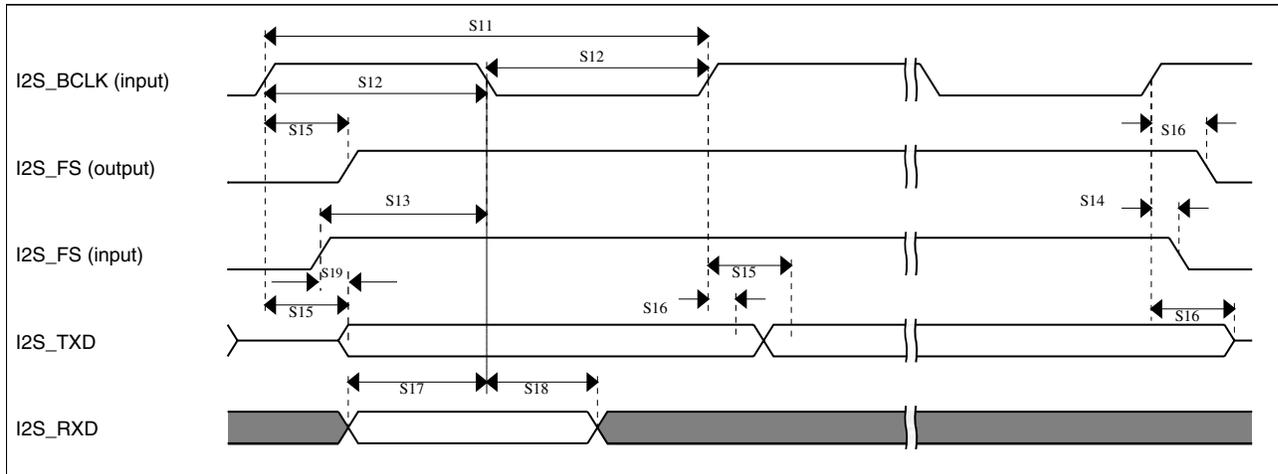 S11
I2S_BCLK (input)
S12
S12
S15
S16
I2S_FS (output)
S13
S14
I2S_FS (input)
S19
S15
S15
S16
S16
I2S_TXD
S17
S18
I2S_RXD